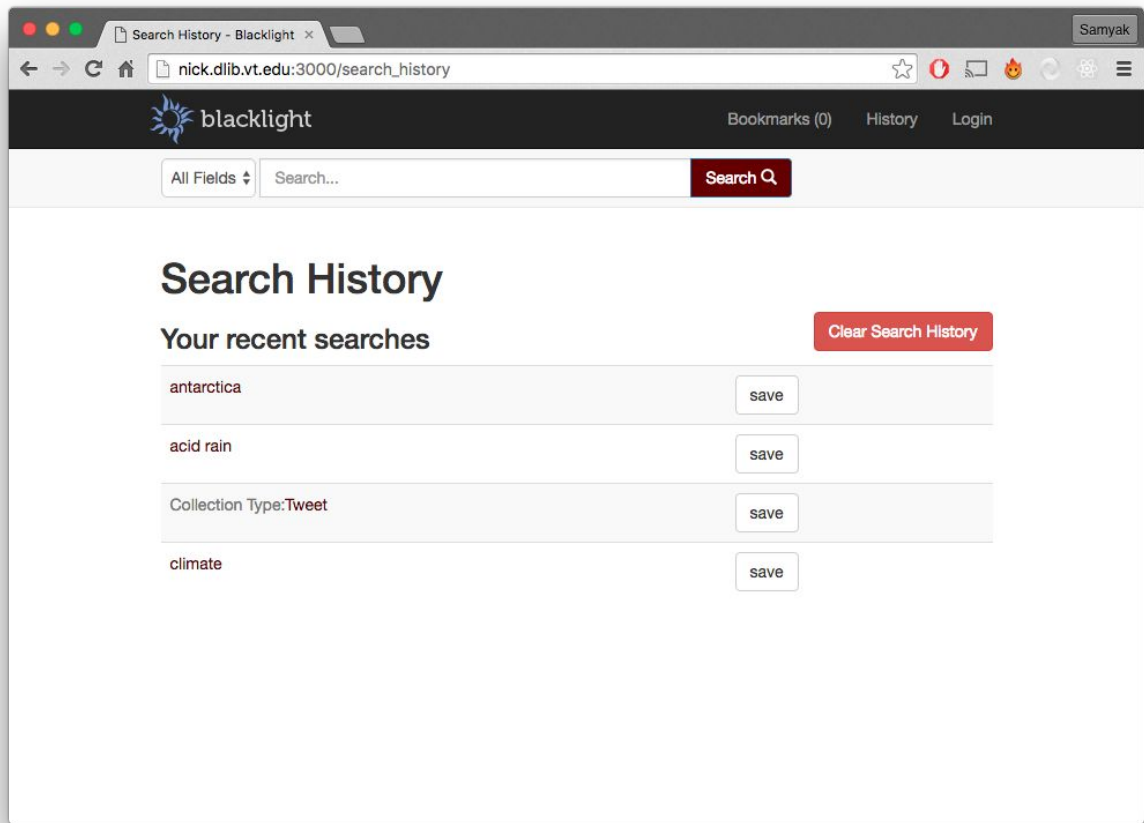 Search History - Blacklight
Samyak
nick.dlib.vt.edu:3000/search_history
blacklight Bookmarks (0) History Login
All Fields Search... Search
Search History
Your recent searches Clear Search History
antarctica save
acid rain save
Collection Type:Tweet save
climate save